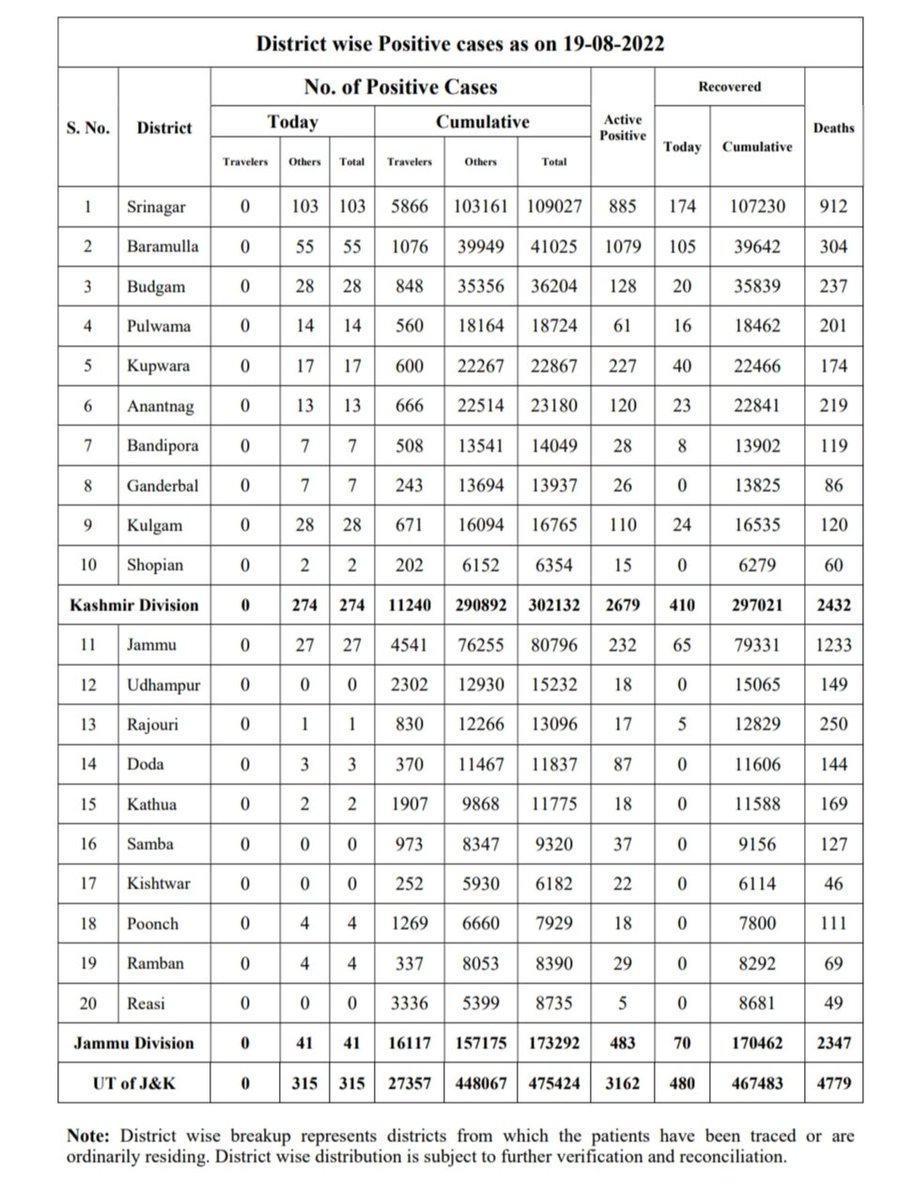 District wise Positive cases as on 19-08-2022
S. No. District No. of Positive Cases Active Positive Recovered Deaths
Today Cumulative Today Cumulative
Travelers Others Total Travelers Others Total
1 Srinagar 0 103 103 5866 103161 109027 885 174 107230 912
2 Baramulla 0 55 55 1076 39949 41025 1079 105 39642 304
3 Budgam 0 28 28 848 35356 36204 128 20 35839 237
4 Pulwama 0 14 14 560 18164 18724 61 16 18462 201
5 Kupwara 0 17 17 600 22267 22867 227 40 22466 174
6 Anantnag 0 13 13 666 22514 23180 120 23 22841 219
7 Bandipora 0 7 7 508 13541 14049 28 8 13902 119
8 Ganderbal 0 7 7 243 13694 13937 26 0 13825 86
9 Kulgam 0 28 28 671 16094 16765 110 24 16535 120
10 Shopian 0 2 2 202 6152 6354 15 0 6279 60
Kashmir Division 0 274 274 11240 290892 302132 2679 410 297021 2432
11 Jammu 0 27 27 4541 76255 80796 232 65 79331 1233
12 Udhampur 0 0 0 2302 12930 15232 18 0 15065 149
13 Rajouri 0 1 1 830 12266 13096 17 5 12829 250
14 Doda 0 3 3 370 11467 11837 87 0 11606 144
15 Kathua 0 2 2 1907 9868 11775 18 0 11588 169
16 Samba 0 0 0 973 8347 9320 37 0 9156 127
17 Kishtwar 0 0 0 252 5930 6182 22 0 6114 46
18 Poonch 0 4 4 1269 6660 7929 18 0 7800 111
19 Ramban 0 4 4 337 8053 8390 29 0 8292 69
20 Reasi 0 0 0 3336 5399 8735 5 0 8681 49
Jammu Division 0 41 41 16117 157175 173292 483 70 170462 2347
UT of J&K 0 315 315 27357 448067 475424 3162 480 467483 4779
Note: District wise breakup represents districts from which the patients have been traced or are
ordinarily residing. District wise distribution is subject to further verification and reconciliation.